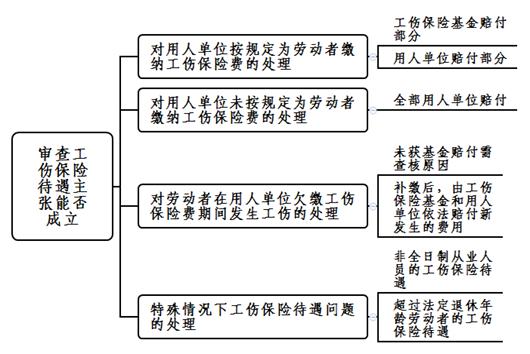 审查工
伤保险
待遇主
张能否
成立
对用人单位按规定为劳动者缴
纳工伤保险费的处理
工伤保险基金赔付
部分
用人单位赔付部分
对用人单位未按规定为劳动者
缴纳工伤保险费的处理
全部用人单位赔付
对劳动者在用人单位欠缴工伤
保险费期间发生工伤的处理
未获基金赔付需
查核原因
补缴后，由工伤
保险基金和用人
单位依法赔付新
发生的费用
特殊情况下工伤保险待遇问题
的处理
非全日制从业人
员的工伤保险待
遇
超过法定退休年
龄劳动者的工伤
保险待遇